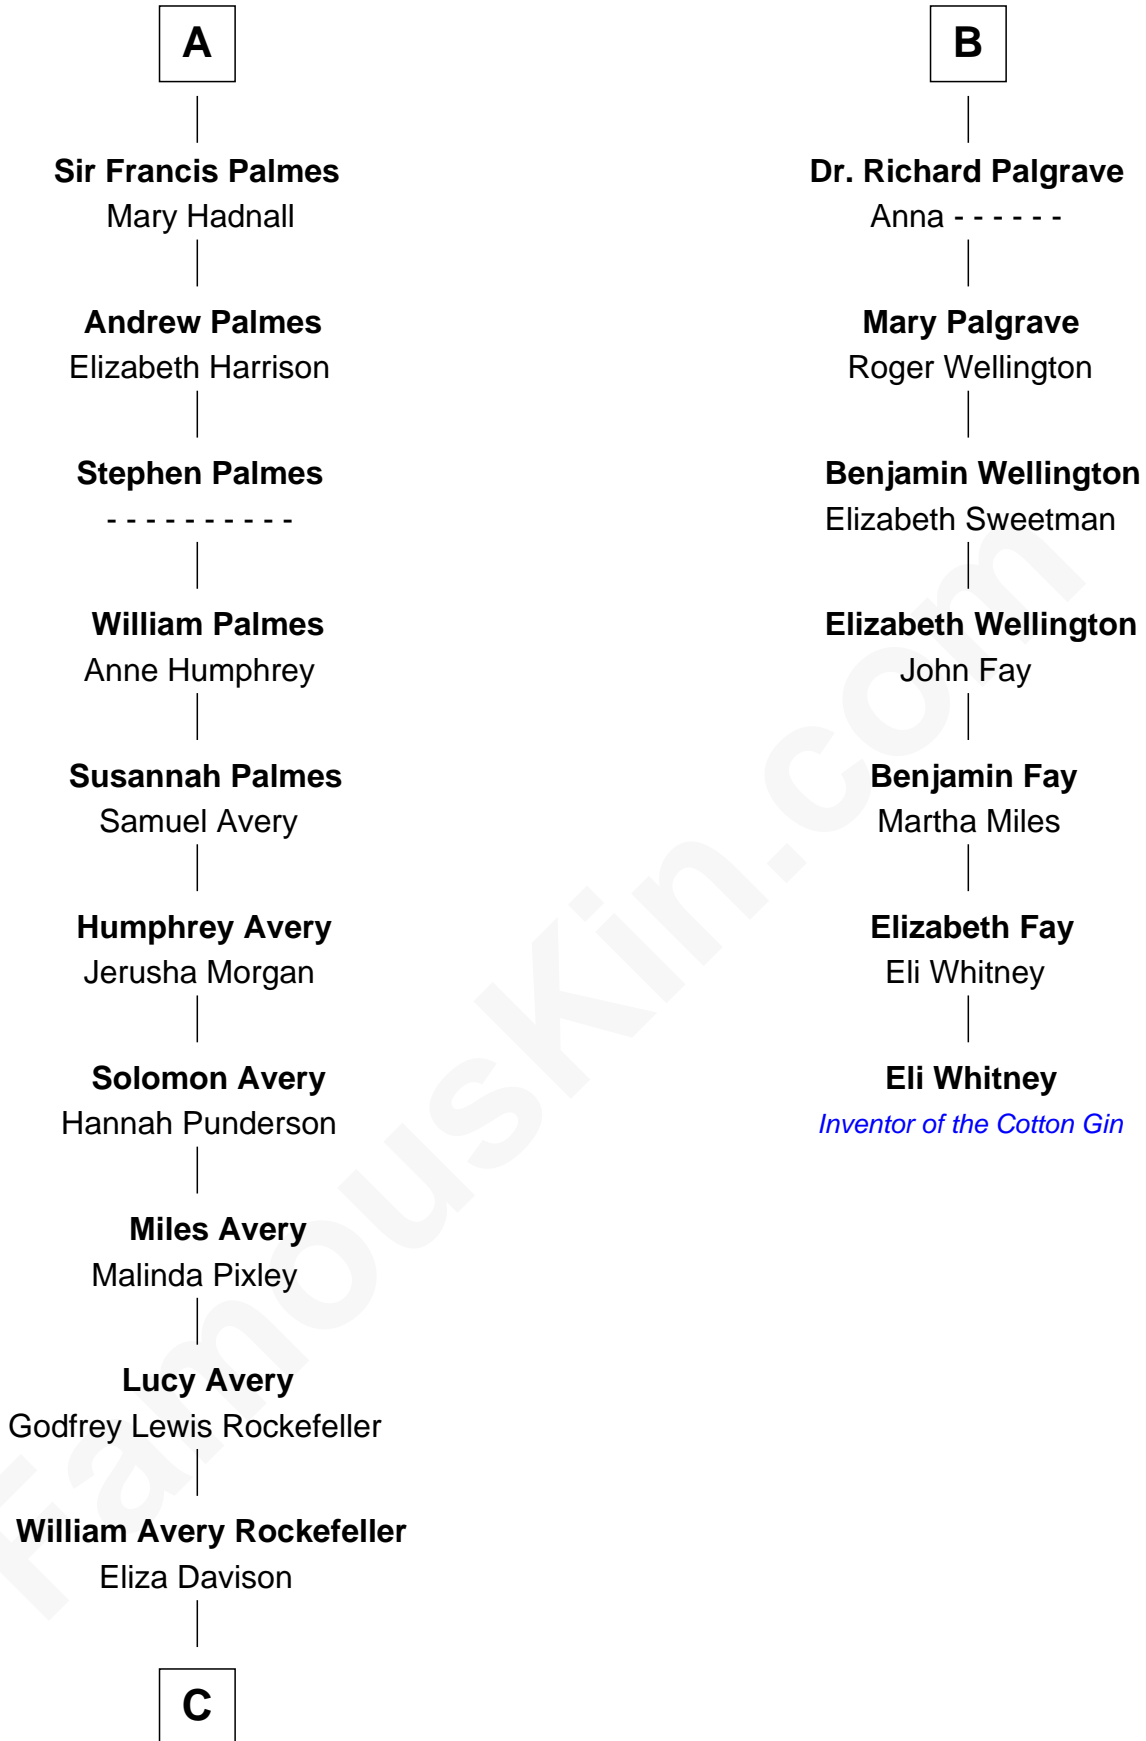 A
Sir Francis Palmes
Mary Hadnall
Andrew Palmes
Elizabeth Harrison
Stephen Palmes
- - - - - - - - - -
William Palmes
Anne Humphrey
Susannah Palmes
Samuel Avery
Humphrey Avery
Jerusha Morgan
Solomon Avery
Hannah Punderson
Miles Avery
Malinda Pixley
Lucy Avery
Godfrey Lewis Rockefeller
William Avery Rockefeller
Eliza Davison
C
B
Dr. Richard Palgrave
Anna - - - - - -
Mary Palgrave
Roger Wellington
Benjamin Wellington
Elizabeth Sweetman
Elizabeth Wellington
John Fay
Benjamin Fay
Martha Miles
Elizabeth Fay
Eli Whitney
Eli Whitney
Inventor of the Cotton Gin
FamousKin.com